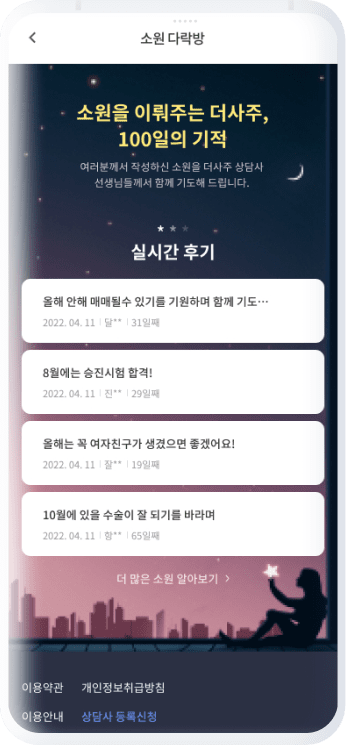 소원 다락방
소원을 이뤄주는 더사주,
100일의 기적
여러분께서 작성하신 소원을 더사주 상담사
선생님들께서 함께 기도해 드립니다.
실시간 후기
올해 안해 매매될수 있기를 기원하며 함께 기도…
2022. 04. 11 | 달** | 31일째
8월에는 승진시험 합격!
2022. 04. 11 | 진** | 29일째
올해는 꼭 여자친구가 생겼으면 좋겠어요!
2022. 04. 11 | 잘** | 19일째
10월에 있을 수술이 잘 되기를 바라며
2022. 04. 11 | 항** | 65일째
더 많은 소원 알아보기 >
이용약관 개인정보취급방침
이용안내 상담사 등록신청